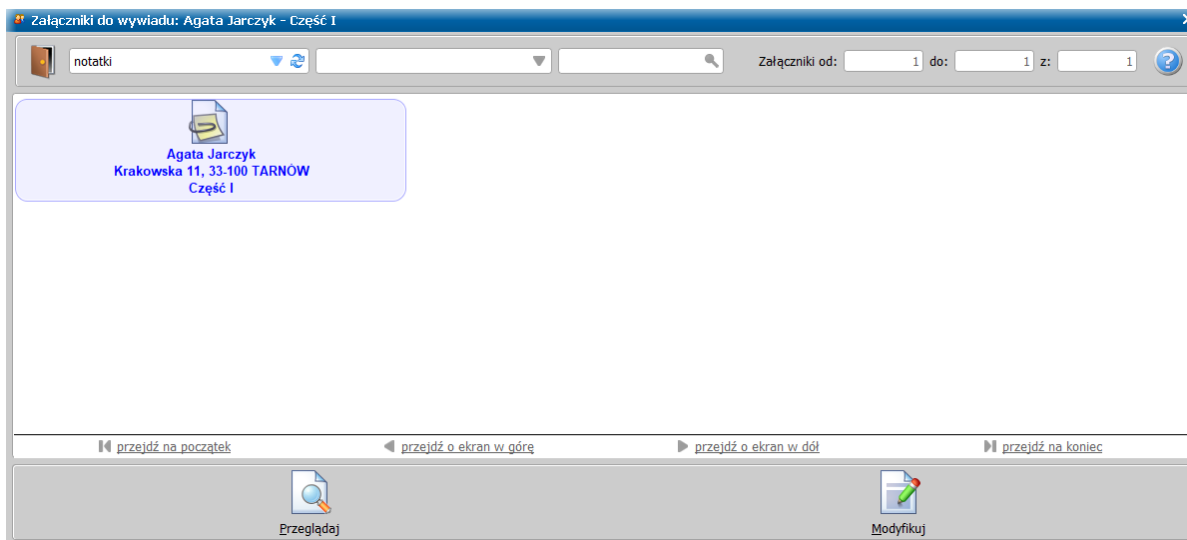 Załączniki do wywiadu: Agata Jarczyk - Część I
notatki
Załączniki od: 1 do: 1 z: 1
Agata Jarczyk
Krakowska 11, 33-100 TARNÓW
Część I
przejdź na początek przejdź o ekran w górę przejdź o ekran w dół przejdź na koniec
Przeglądaj Modyfikuj